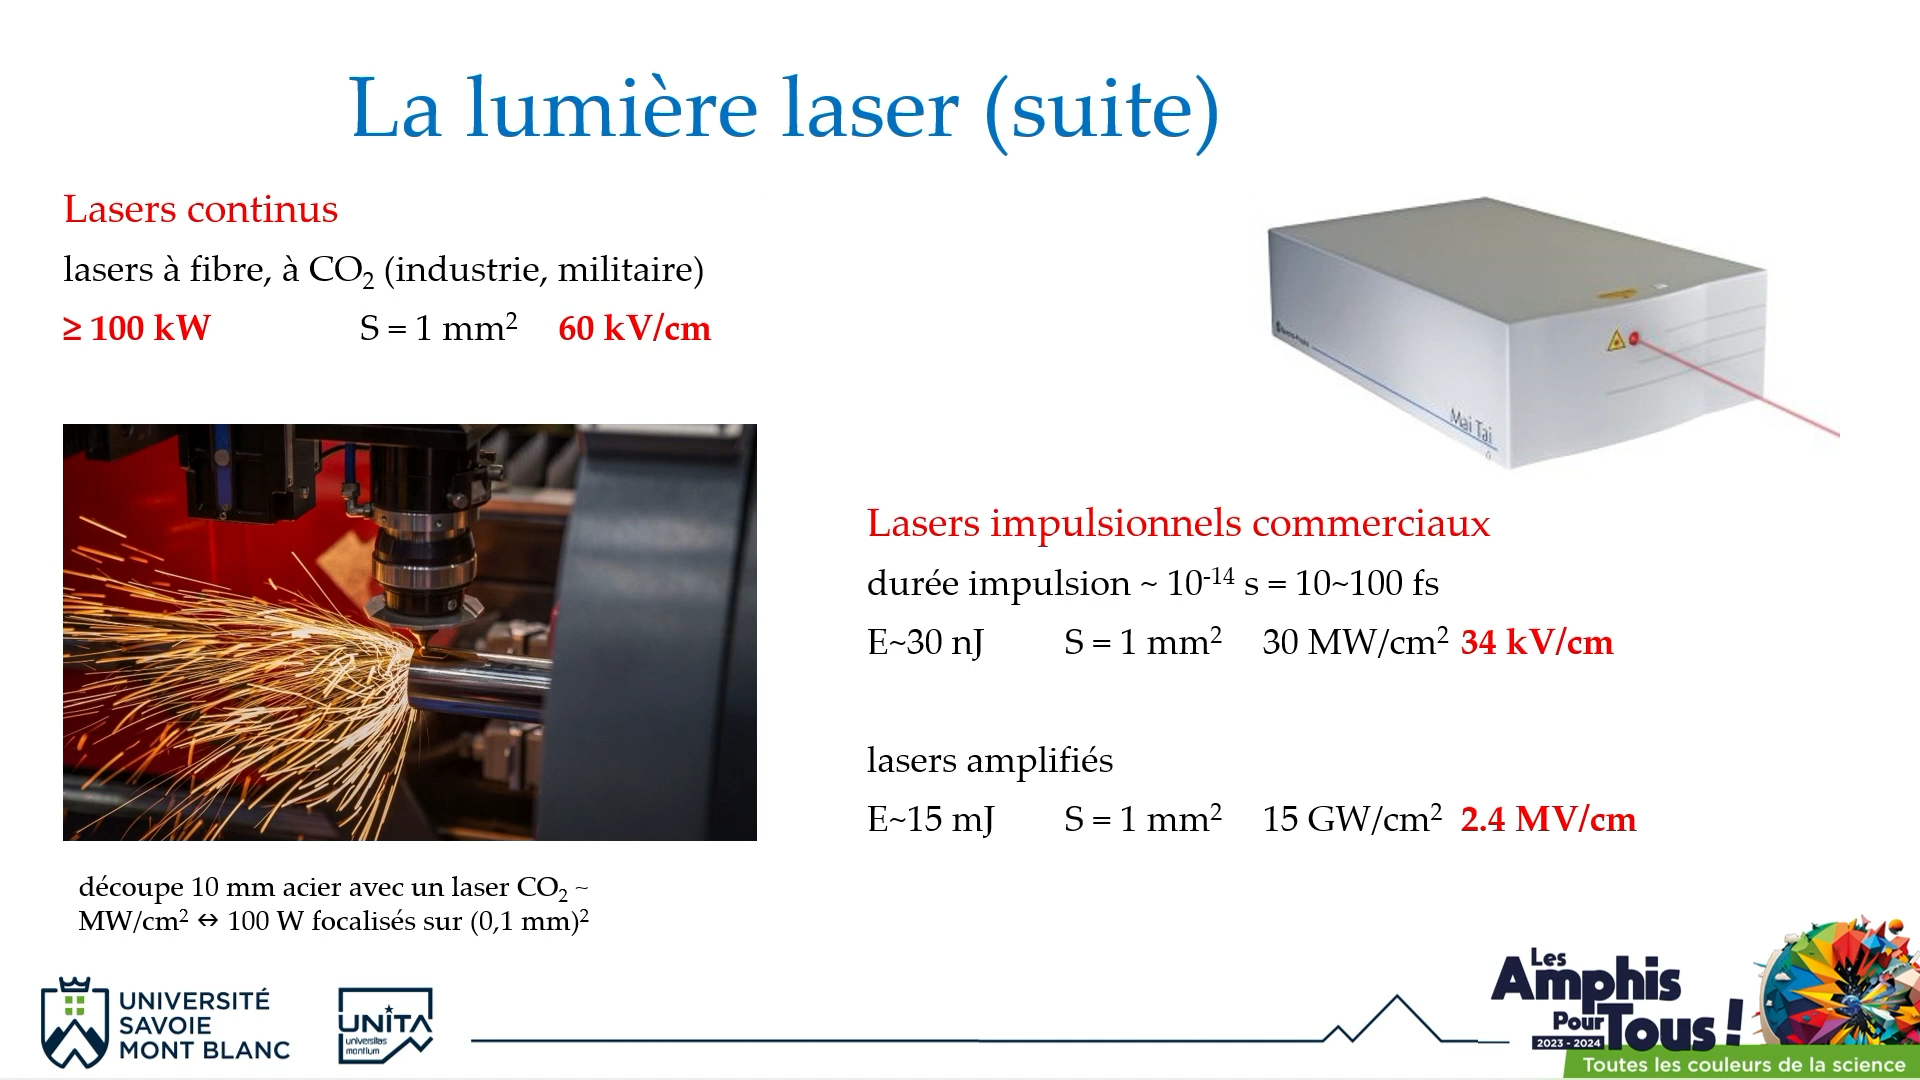 La lumière laser (suite)
Lasers continus
lasers à fibre, à CO₂ (industrie, militaire)
≥ 100 kW S = 1 mm² 60 kV/cm
Mai Tai
Lasers impulsionnels commerciaux
durée impulsion ~ 10⁻¹⁴ s = 10~100 fs
E~30 nJ S = 1 mm² 30 MW/cm² 34 kV/cm
lasers amplifiés
E~15 mJ S = 1 mm² 15 GW/cm² 2.4 MV/cm
découpe 10 mm acier avec un laser CO₂ ~
MW/cm² ↔ 100 W focalisés sur (0,1 mm)²
UNIVERSITÉ
SAVOIE
MONT BLANC
UNITA
universitas
montium
Les
Amphis
Pour
Tous !
2023 - 2024
Toutes les couleurs de la science